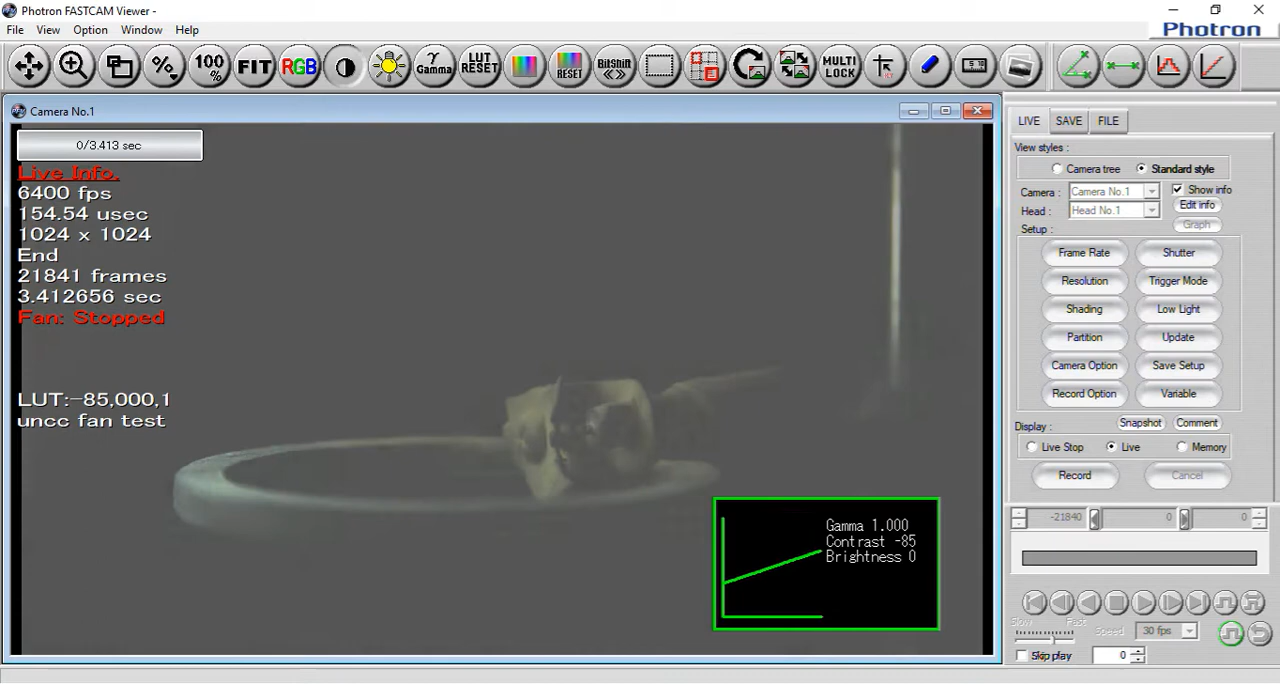 Photron FASTCAM Viewer -
File View Option Window Help
Photron
% 100 % FIT RGB γ Gamma LUT RESET RESET BitShift MULTI LOCK
Camera No.1
0/3.413 sec
Live Info.
6400 fps
154.54 usec
1024 x 1024
End
21841 frames
3.412656 sec
Fan: Stopped
LUT:-85,000,1
uncc fan test
Gamma 1.000
Contrast -85
Brightness 0
LIVE SAVE FILE
View styles :
Camera tree Standard style
Camera : Camera No.1 Show info
Head : Head No.1 Edit info
Graph
Setup :
Frame Rate Shutter
Resolution Trigger Mode
Shading Low Light
Partition Update
Camera Option Save Setup
Record Option Variable
Snapshot Comment
Display :
Live Stop Live Memory
Record Cancel
-21840 0 0
Slow Fast Speed 30 fps
Skip play 0